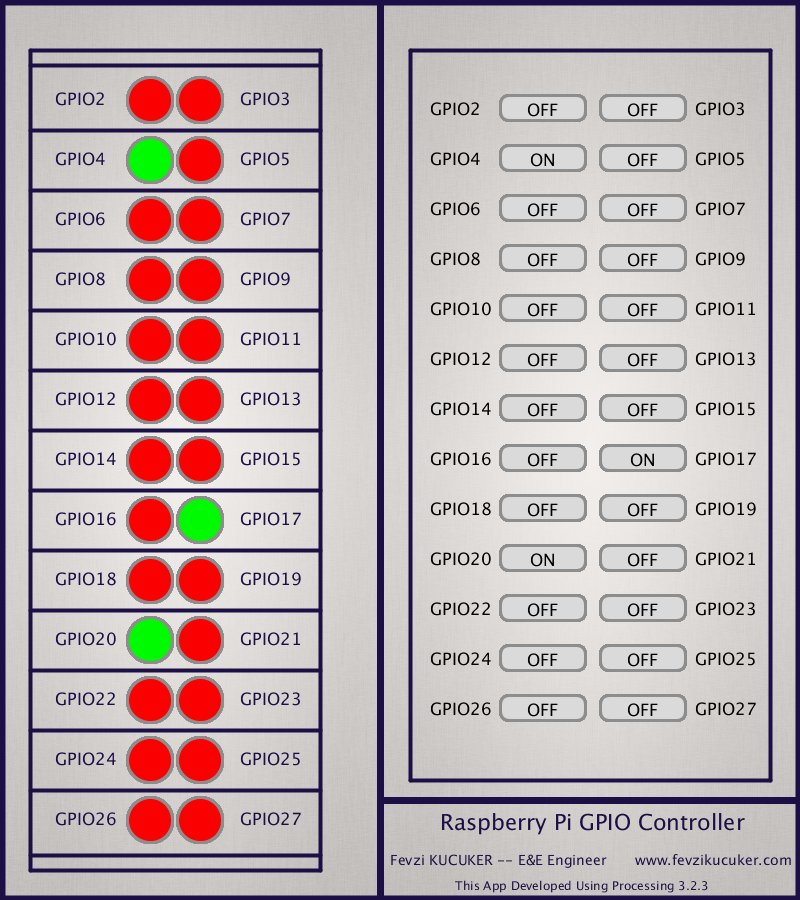 GPIO2 GPIO3
GPIO4 GPIO5
GPIO6 GPIO7
GPIO8 GPIO9
GPIO10 GPIO11
GPIO12 GPIO13
GPIO14 GPIO15
GPIO16 GPIO17
GPIO18 GPIO19
GPIO20 GPIO21
GPIO22 GPIO23
GPIO24 GPIO25
GPIO26 GPIO27
GPIO2 OFF OFF GPIO3
GPIO4 ON OFF GPIO5
GPIO6 OFF OFF GPIO7
GPIO8 OFF OFF GPIO9
GPIO10 OFF OFF GPIO11
GPIO12 OFF OFF GPIO13
GPIO14 OFF OFF GPIO15
GPIO16 OFF ON GPIO17
GPIO18 OFF OFF GPIO19
GPIO20 ON OFF GPIO21
GPIO22 OFF OFF GPIO23
GPIO24 OFF OFF GPIO25
GPIO26 OFF OFF GPIO27
Raspberry Pi GPIO Controller
Fevzi KUCUKER -- E&E Engineer www.fevzikucuker.com
This App Developed Using Processing 3.2.3